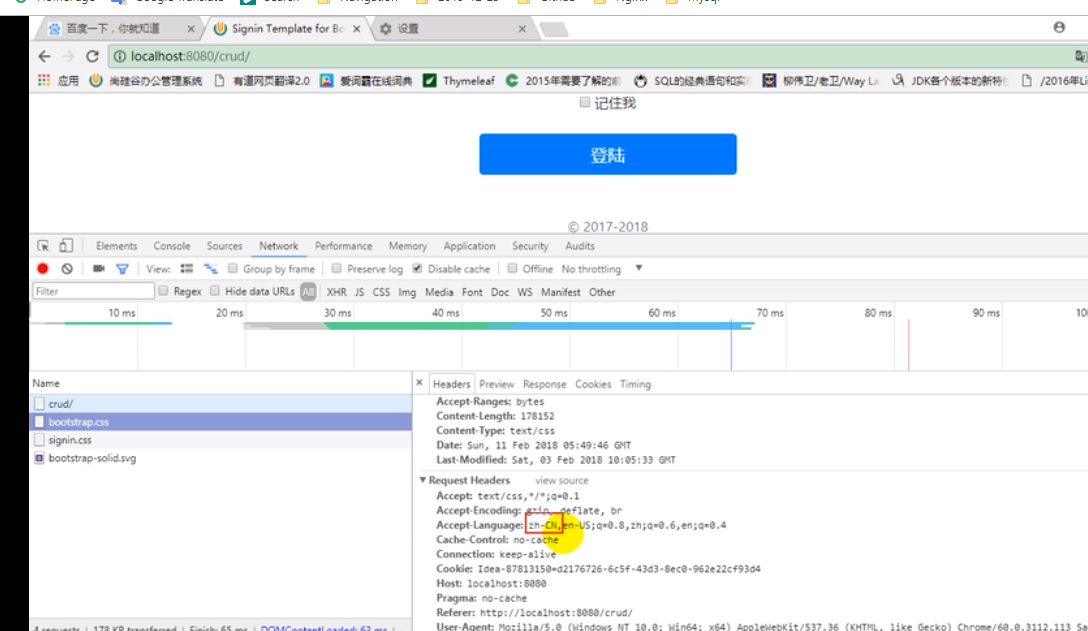 百度一下，你就知道 × Signin Template for Bo × 设置 ×
localhost:8080/crud/
应用 尚硅谷办公管理系统 有道网页翻译2.0 爱词霸在线词典 Thymeleaf 2015年需要了解的前 SQL的经典语句和实 柳伟卫/老卫/Way La JDK各个版本的新特 /2016年Li
记住我
登陆
© 2017-2018
Elements Console Sources Network Performance Memory Application Security Audits
View: Group by frame Preserve log Disable cache Offline No throttling
Filter Regex Hide data URLs All XHR JS CSS Img Media Font Doc WS Manifest Other
10 ms 20 ms 30 ms 40 ms 50 ms 60 ms 70 ms 80 ms 90 ms 10
Name
crud/
bootstrap.css
signin.css
bootstrap-solid.svg
× Headers Preview Response Cookies Timing
Accept-Ranges: bytes
Content-Length: 178152
Content-Type: text/css
Date: Sun, 11 Feb 2018 05:49:46 GMT
Last-Modified: Sat, 03 Feb 2018 10:05:33 GMT
Request Headers view source
Accept: text/css,*/*;q=0.1
Accept-Encoding: gzip, deflate, br
Accept-Language: zh-CN,en-US;q=0.8,zh;q=0.6,en;q=0.4
Cache-Control: no-cache
Connection: keep-alive
Cookie: Idea-87813150=d2176726-6c5f-43d3-8ec0-962e22cf93d4
Host: localhost:8080
Pragma: no-cache
Referer: http://localhost:8080/crud/
User-Agent: Mozilla/5.0 (Windows NT 10.0; Win64; x64) AppleWebKit/537.36 (KHTML, like Gecko) Chrome/60.0.3112.113 S
4 requests | 178 KB transferred | Finish: 65 ms | DOMContentLoaded: 63 ms |